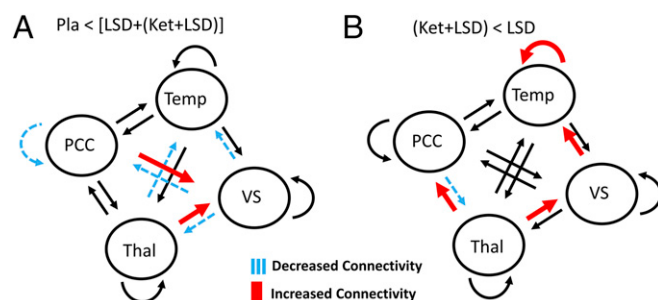 A
Pla < [LSD+(Ket+LSD)]
Temp
PCC
VS
Thal
B
(Ket+LSD) < LSD
Temp
PCC
VS
Thal
Decreased Connectivity
Increased Connectivity